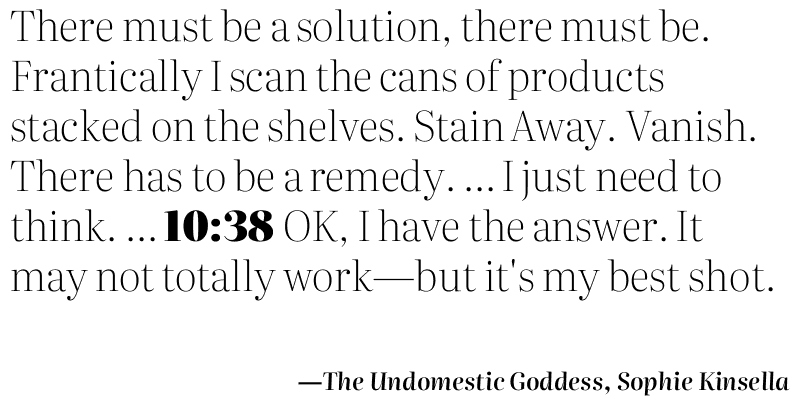 There must be a solution, there must be.
Frantically I scan the cans of products
stacked on the shelves. Stain Away. Vanish.
There has to be a remedy. ... I just need to
think. ... 10:38 OK, I have the answer. It
may not totally work—but it's my best shot.
—The Undomestic Goddess, Sophie Kinsella